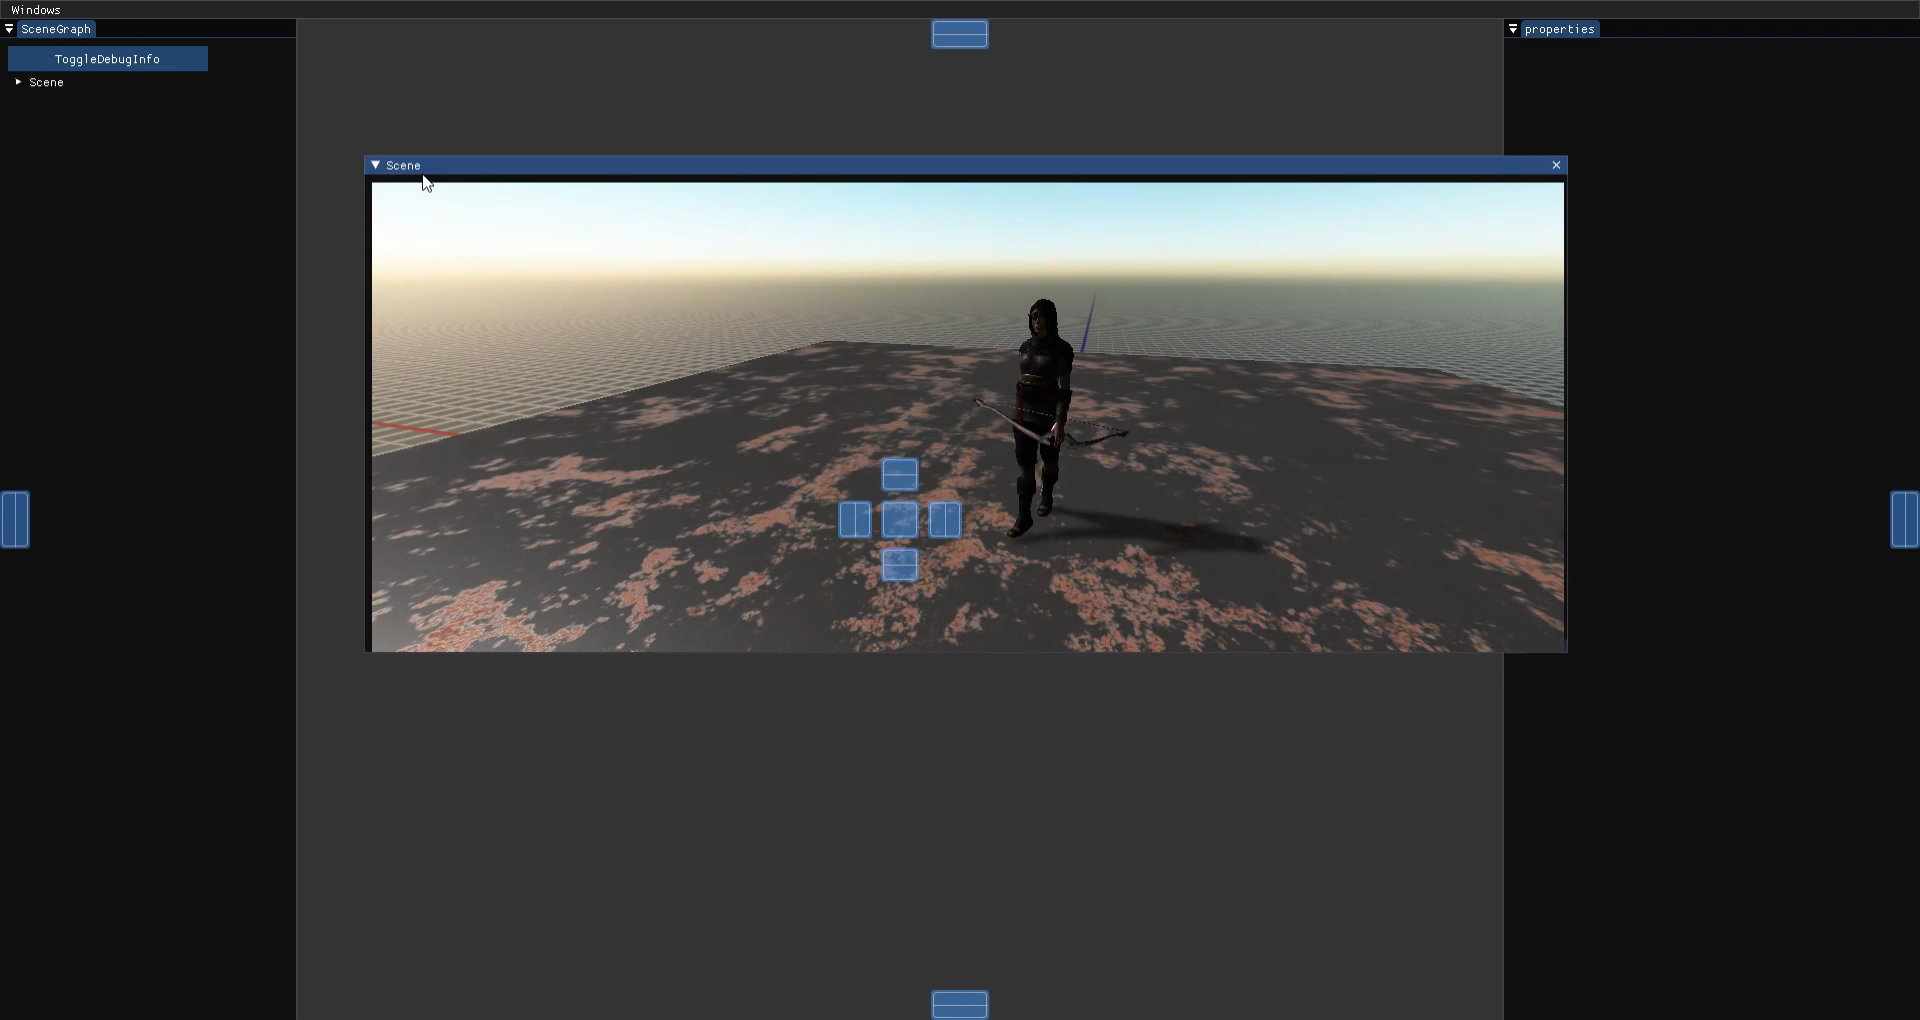 Windows
SceneGraph
properties
ToggleDebugInfo
Scene
Scene